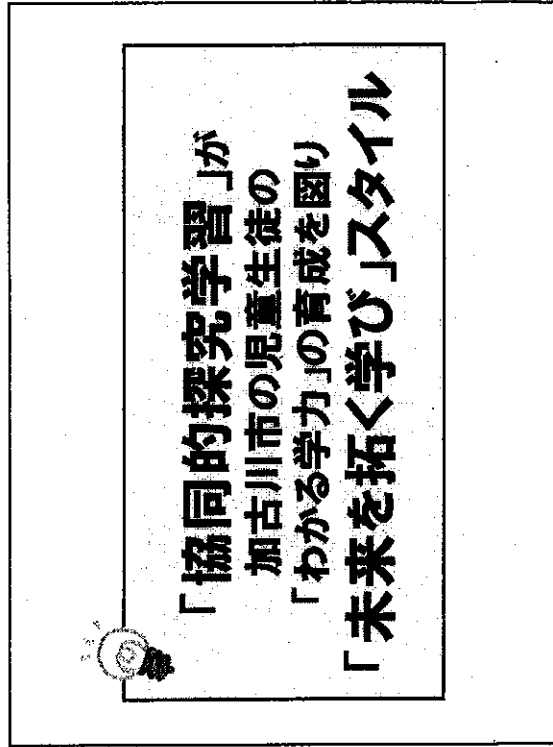 「協同的探究学習」が
加古川市の児童生徒の
「わかる学力」の育成を図り
「未来を拓く学び」スタイル